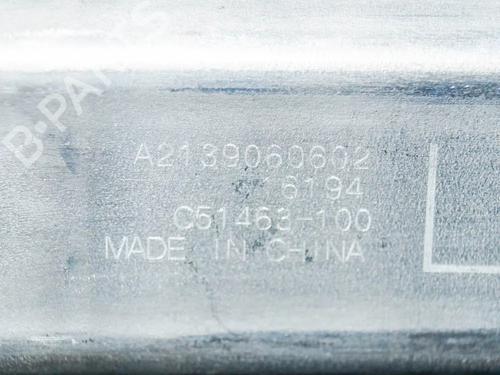 B-PARTS
A2139060602
16194
C51463-100
MADE IN CHINA